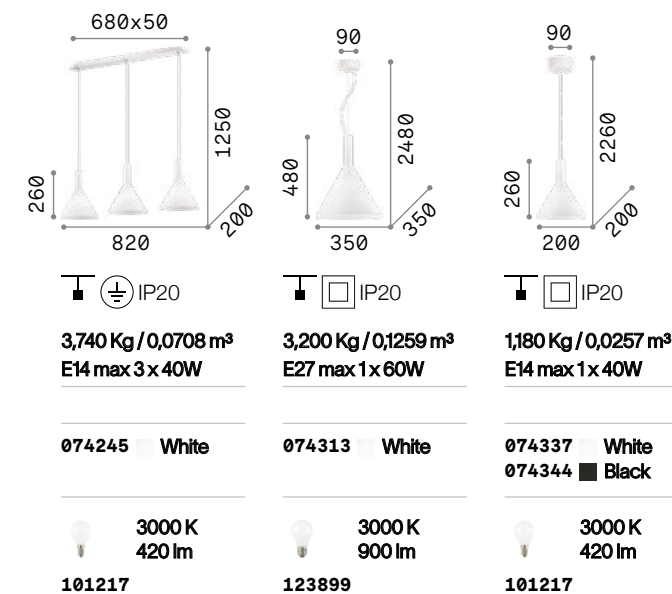 680x50
1250
260
820
200
IP20
3,740 Kg / 0,0708 m³
E14 max 3 x 40W
074245 White
3000 K
420 lm
101217
90
2480
480
350
350
IP20
3,200 Kg / 0,1259 m³
E27 max 1 x 60W
074313 White
3000 K
900 lm
123899
90
2260
260
200
200
IP20
1,180 Kg / 0,0257 m³
E14 max 1 x 40W
074337 White
074344 Black
3000 K
420 lm
101217